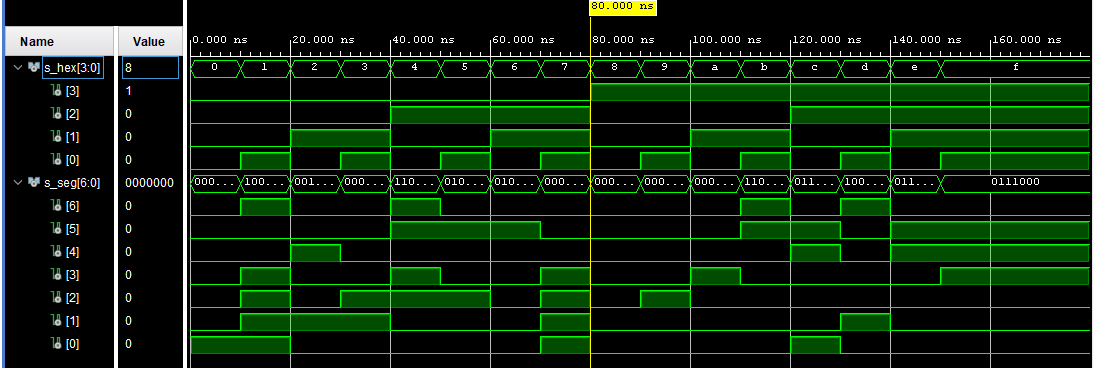 80.000 ns
Name Value
0.000 ns 20.000 ns 40.000 ns 60.000 ns 80.000 ns 100.000 ns 120.000 ns 140.000 ns 160.000 ns
s_hex[3:0] 8 0 1 2 3 4 5 6 7 8 9 a b c d e f
[3] 1
[2] 0
[1] 0
[0] 0
s_seg[6:0] 0000000 000... 100... 001... 000... 110... 010... 010... 000... 000... 000... 000... 110... 011... 100... 011... 0111000
[6] 0
[5] 0
[4] 0
[3] 0
[2] 0
[1] 0
[0] 0